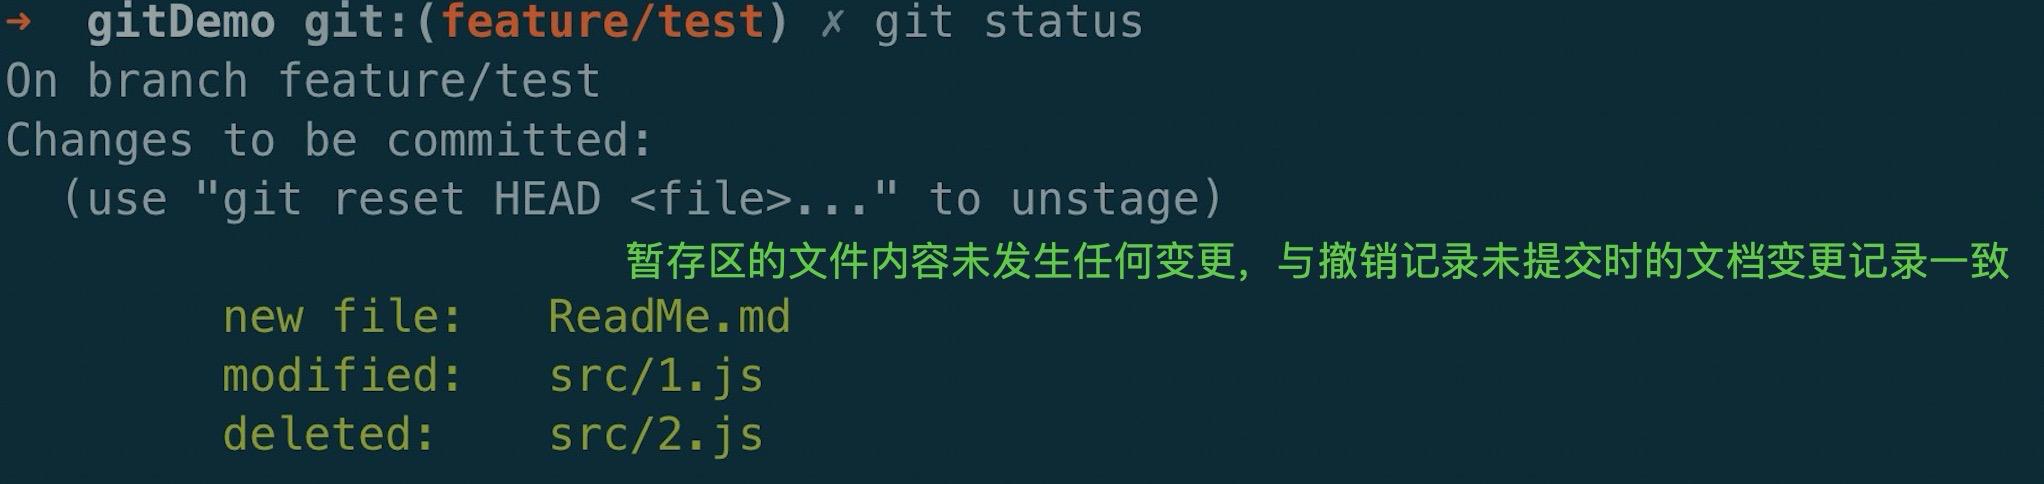 ➜  gitDemo git:(feature/test) ✗ git status
On branch feature/test
Changes to be committed:
  (use "git reset HEAD <file>..." to unstage)
暂存区的文件内容未发生任何变更，与撤销记录未提交时的文档变更记录一致
        new file:   ReadMe.md
        modified:   src/1.js
        deleted:    src/2.js